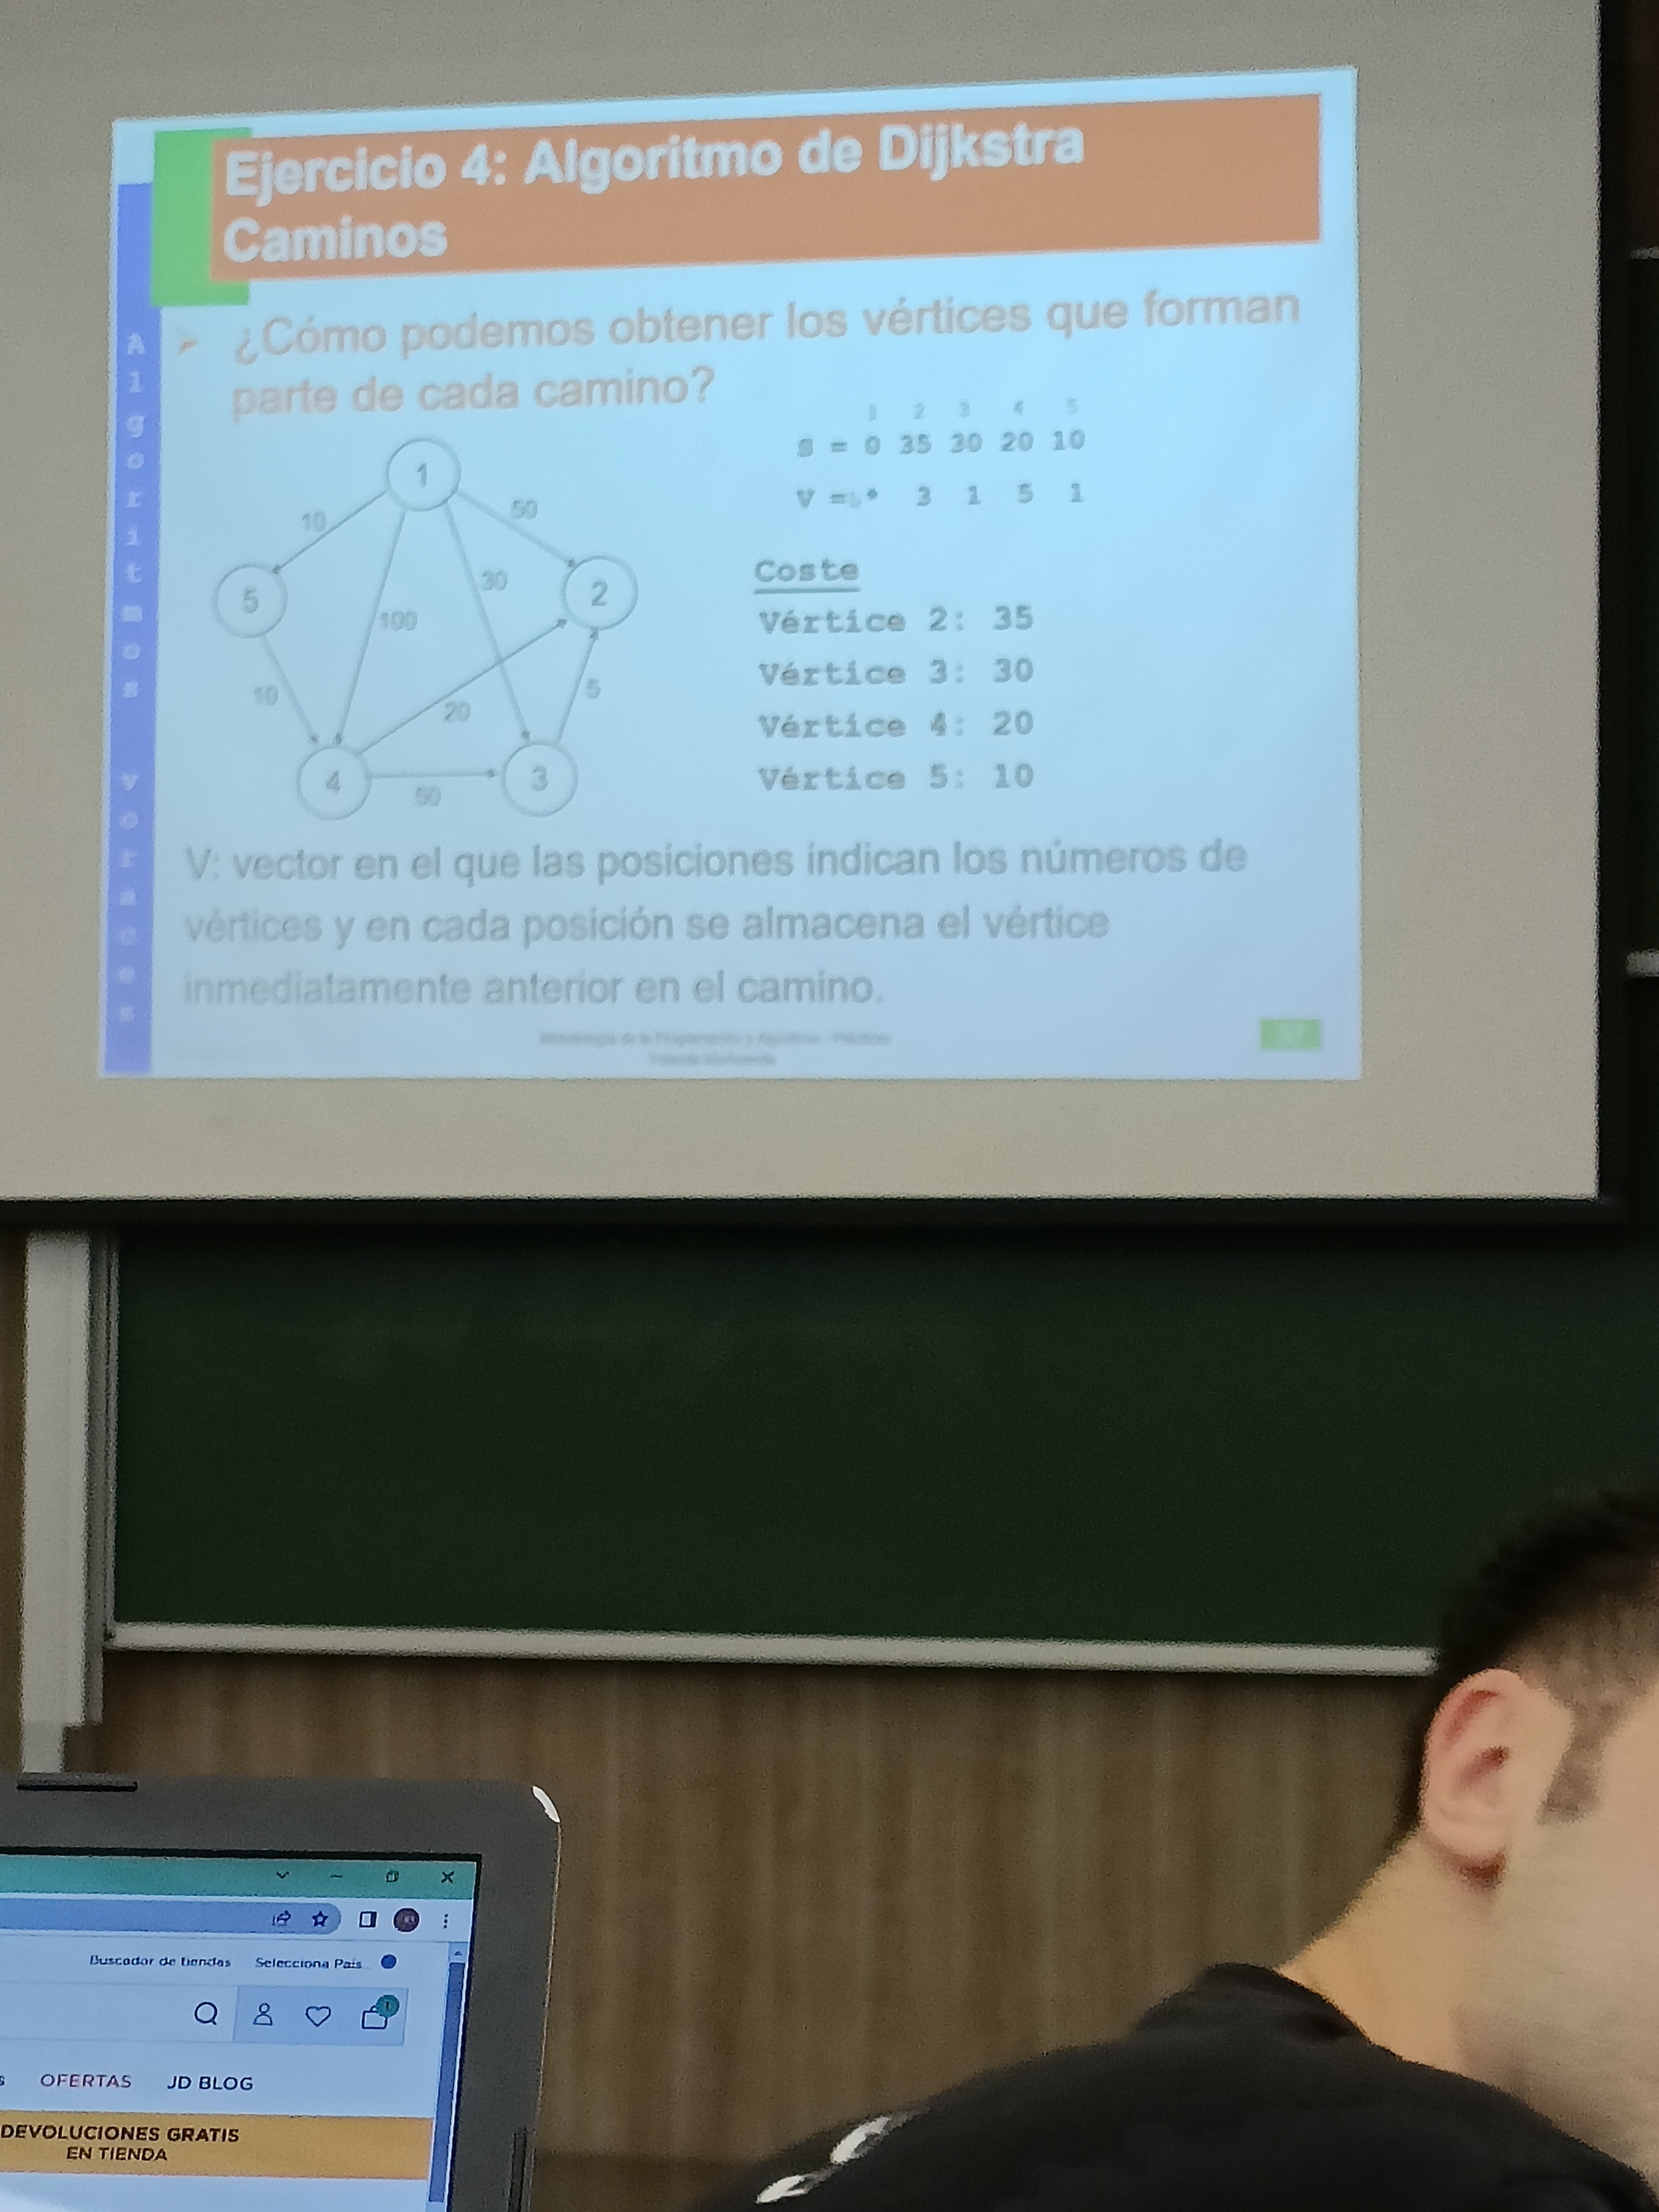 Ejercicio 4: Algoritmo de Dijkstra
Caminos
¿Cómo podemos obtener los vértices que forman
parte de cada camino?
1 2 3 4 5
S = 0 35 30 20 10
V = * 3 1 5 1
1
10
50
5
2
30
100
10
20
5
4
3
50
Coste
Vértice 2: 35
Vértice 3: 30
Vértice 4: 20
Vértice 5: 10
V: vector en el que las posiciones indican los números de
vértices y en cada posición se almacena el vértice
inmediatamente anterior en el camino.
Algoritmos voraces
Buscador de tiendas Selecciona País
1
OFERTAS JD BLOG
DEVOLUCIONES GRATIS
EN TIENDA